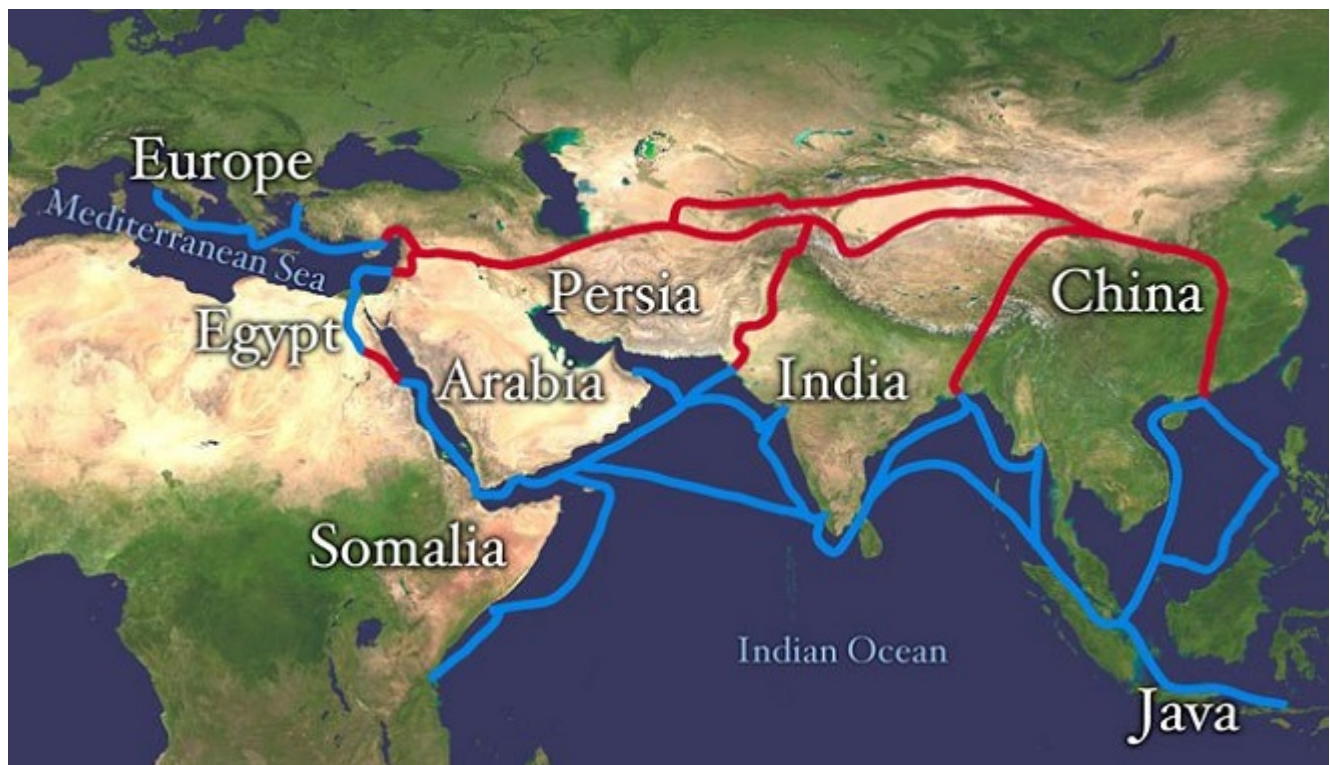 Europe
Mediterranean Sea
Egypt
Persia
China
Arabia
India
Somalia
Indian Ocean
Java